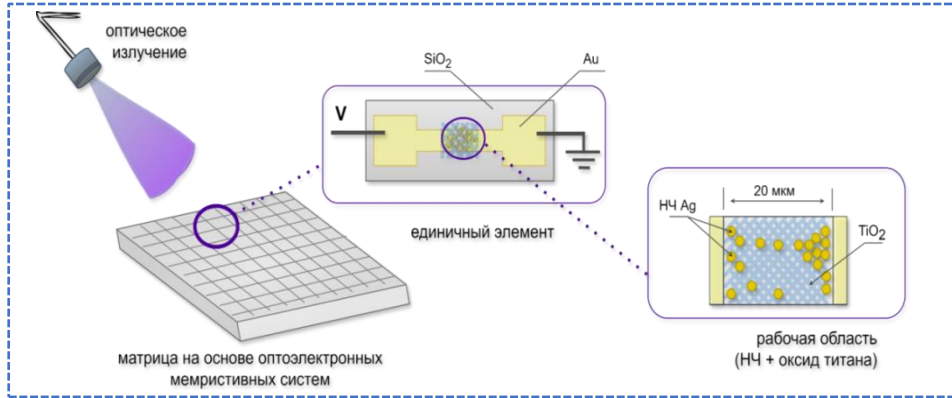 оптическое
излучение
SiO₂
Au
V
единичный элемент
20 мкм
НЧ Ag
TiO₂
рабочая область
(НЧ + оксид титана)
матрица на основе оптоэлектронных
мемристивных систем